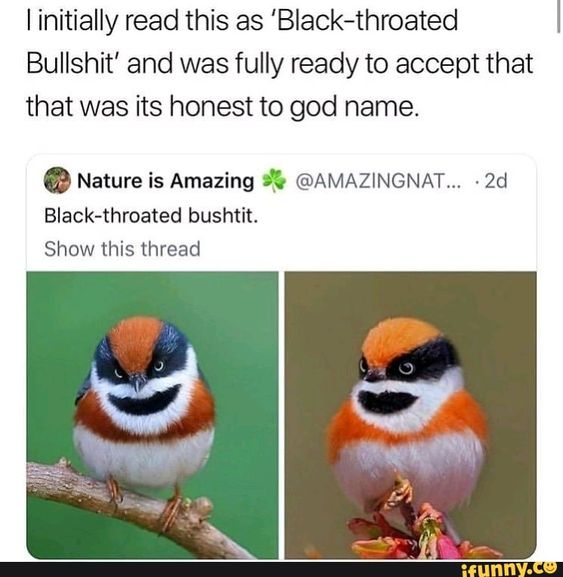 I initially read this as 'Black-throated
Bullshit' and was fully ready to accept that
that was its honest to god name.
Nature is Amazing ☘️ @AMAZINGNAT... · 2d
Black-throated bushtit.
Show this thread
ifunny.co